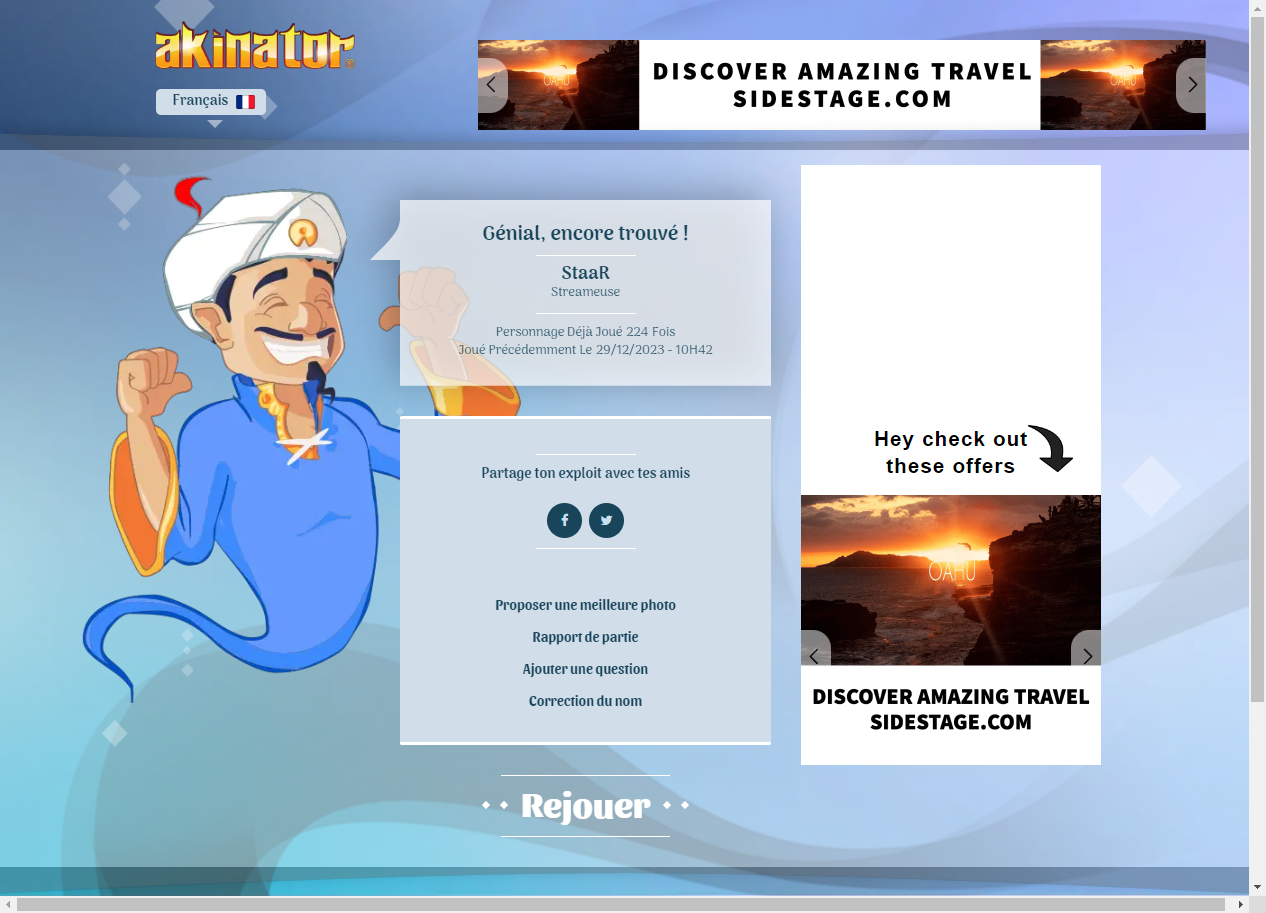 akinator
Français
OAHU
DISCOVER AMAZING TRAVEL
SIDESTAGE.COM
OAHU
Génial, encore trouvé !
StaaR
Streameuse
Personnage Déjà Joué 224 Fois
Joué Précédemment Le 29/12/2023 - 10H42
Partage ton exploit avec tes amis
Proposer une meilleure photo
Rapport de partie
Ajouter une question
Correction du nom
Rejouer
Hey check out
these offers
OAHU
DISCOVER AMAZING TRAVEL
SIDESTAGE.COM